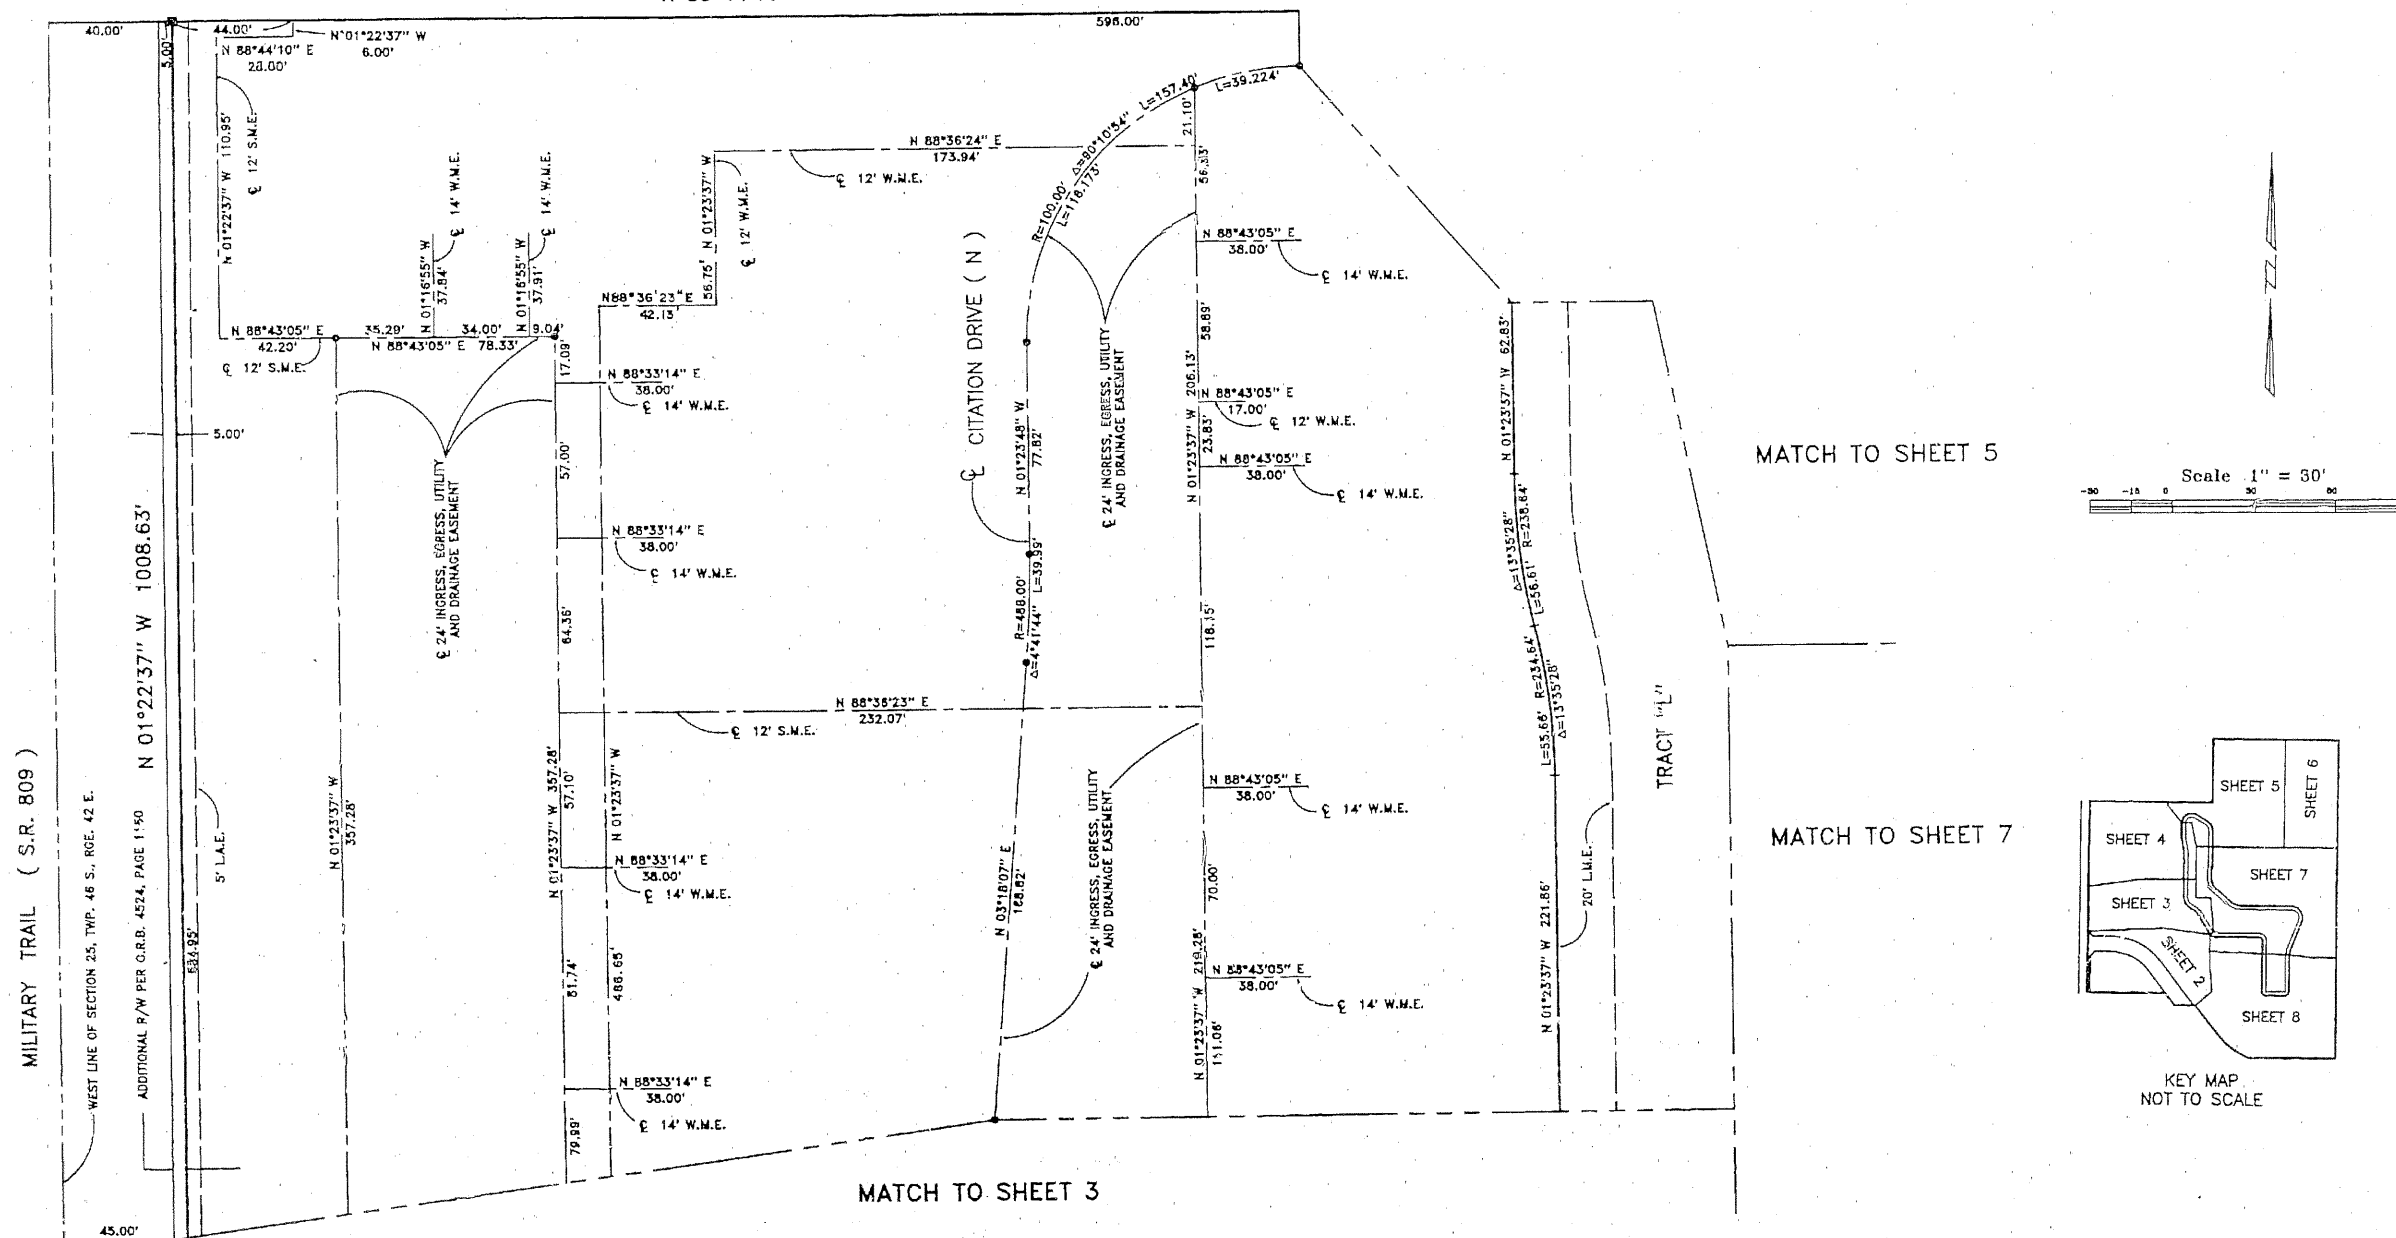 40.00'
44.00'
5.00'
N 01°22'37" W
6.00'
N 88°44'10" E
28.00'
596.00'
N 01°22'37" W 110.95'
℄ 12' S.M.E.
N 88°43'05" E
42.20'
℄ 12' S.M.E.
35.29'
34.00'
9.04'
N 88°43'05" E 78.33'
N 01°16'55" W
37.84'
℄ 14' W.M.E.
N 01°16'55" W
37.91'
℄ 14' W.M.E.
N 88°36'24" E
173.94'
℄ 12' W.M.E.
56.75' N 01°23'37" W
℄ 12' W.M.E.
N88°36'23"E
42.13'
R=100.00' Δ=90°10'54" L=157.40'
L=118.173'
L=39.224'
21.10'
56.33'
N 88°43'05" E
38.00'
℄ 14' W.M.E.
58.89'
N 01°23'37" W 206.13'
N 88°43'05" E
17.00'
℄ 12' W.M.E.
23.83'
N 88°43'05" E
38.00'
℄ 14' W.M.E.
℄ 24' INGRESS, EGRESS, UTILITY
AND DRAINAGE EASEMENT
℄ CITATION DRIVE ( N )
N 01°23'48" W
77.82'
R=488.00' L=39.99'
Δ=4°41'44"
17.09'
N 88°33'14" E
38.00'
℄ 14' W.M.E.
57.00'
N 88°33'14" E
38.00'
℄ 14' W.M.E.
64.36'
℄ 24' INGRESS, EGRESS, UTILITY
AND DRAINAGE EASEMENT
5.00'
N 01°22'37" W 1008.63'
MILITARY TRAIL ( S.R. 809 )
WEST LINE OF SECTION 25, TWP. 46 S., RGE. 42 E.
ADDITIONAL R/W PER O.R.B. 4524, PAGE 1150
684.95'
5' L.A.E.
N 01°23'37" W
357.28'
N 88°36'23" E
232.07'
℄ 12' S.M.E.
N 01°23'37" W 357.28'
57.10'
N 01°23'37" W
486.65'
N 88°33'14" E
38.00'
℄ 14' W.M.E.
81.74'
N 88°33'14" E
38.00'
℄ 14' W.M.E.
79.99'
N 03°18'07" E
168.82'
℄ 24' INGRESS, EGRESS, UTILITY
AND DRAINAGE EASEMENT
118.15'
N 88°43'05" E
38.00'
℄ 14' W.M.E.
70.00'
N 01°23'37" W 219.28'
N 88°43'05" E
38.00'
℄ 14' W.M.E.
N 01°23'37" W 62.83'
Δ=13°35'28"
L=56.61' R=238.64'
L=55.66' R=234.64'
Δ=13°35'28"
N 01°23'37" W 221.86'
20' L.M.E.
TRACT "L"
45.00'
MATCH TO SHEET 3
MATCH TO SHEET 5
MATCH TO SHEET 7
N
Scale 1" = 30'
-30 -15 0 30 60
SHEET 5
SHEET 6
SHEET 4
SHEET 7
SHEET 3
SHEET 2
SHEET 8
KEY MAP
NOT TO SCALE